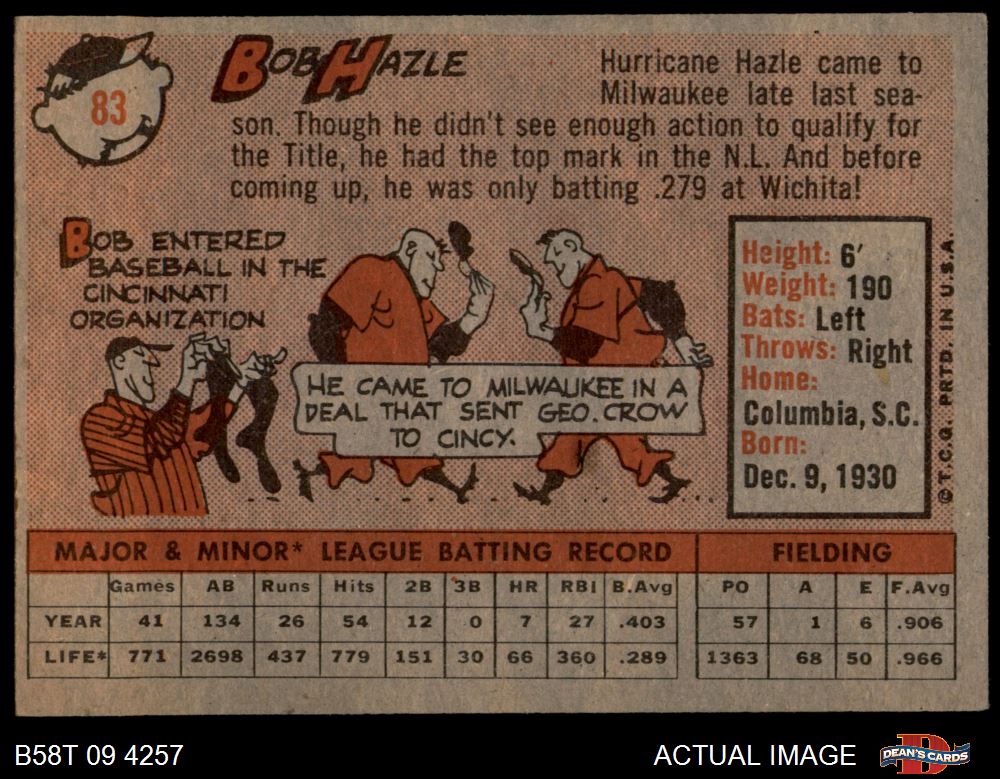 83
BOB HAZLE
Hurricane Hazle came to
Milwaukee late last sea-
son. Though he didn't see enough action to qualify for
the Title, he had the top mark in the N.L. And before
coming up, he was only batting .279 at Wichita!
BOB ENTERED
BASEBALL IN THE
CINCINNATI
ORGANIZATION
HE CAME TO MILWAUKEE IN A
DEAL THAT SENT GEO. CROW
TO CINCY.
Height: 6'
Weight: 190
Bats: Left
Throws: Right
Home:
Columbia, S.C.
Born:
Dec. 9, 1930
© T.C.G. PRTD. IN U.S.A.
MAJOR & MINOR* LEAGUE BATTING RECORD FIELDING
Games AB Runs Hits 2B 3B HR RBI B.Avg PO A E F.Avg
YEAR 41 134 26 54 12 0 7 27 .403 57 1 6 .906
LIFE* 771 2698 437 779 151 30 66 360 .289 1363 68 50 .966
B58T 09 4257 ACTUAL IMAGE DEAN'S CARDS